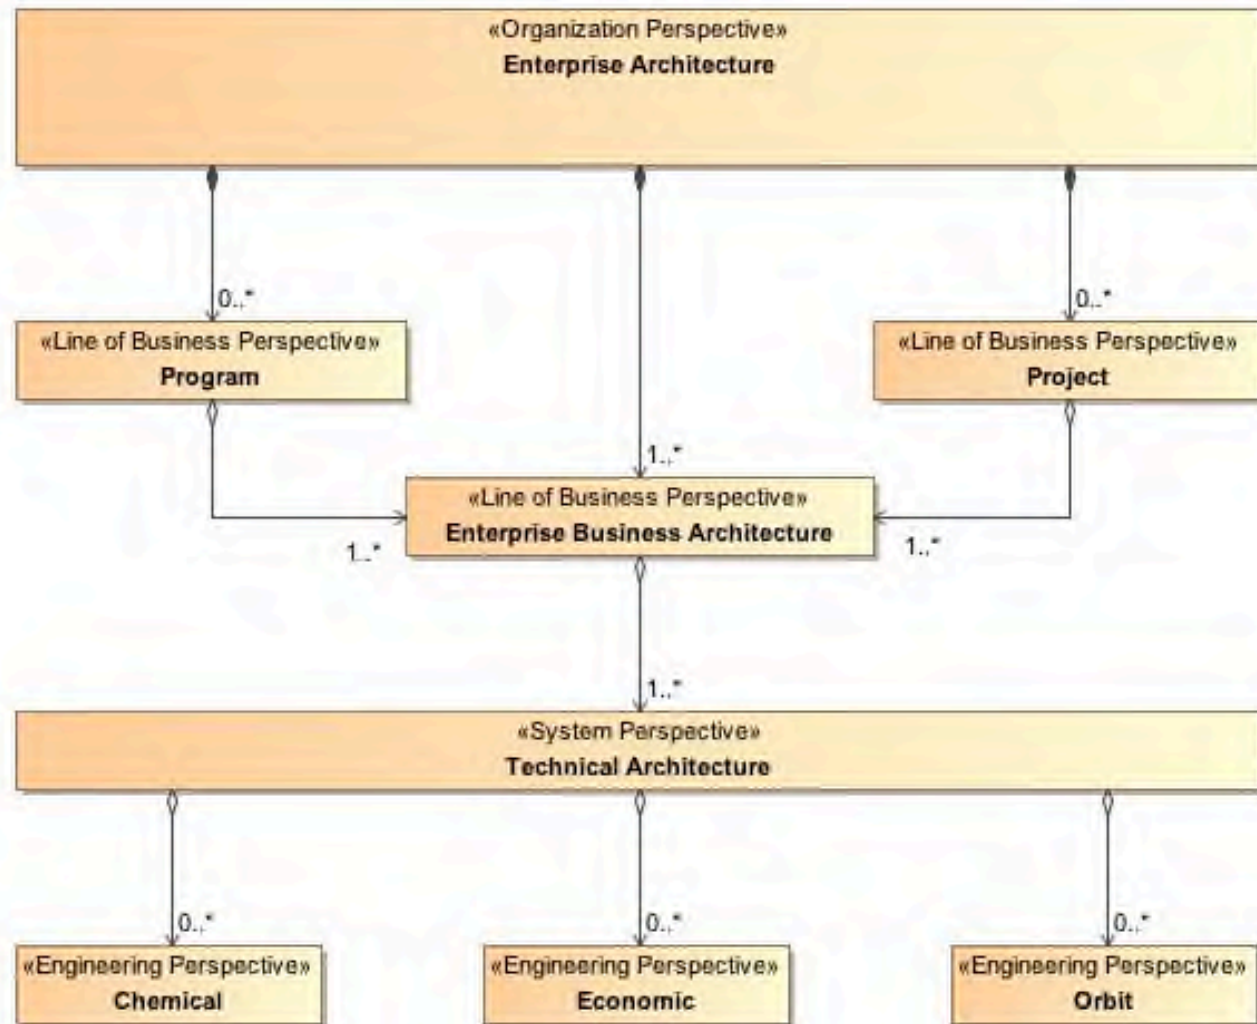 «Organization Perspective»
Enterprise Architecture
0..*
0..*
«Line of Business Perspective»
Program
«Line of Business Perspective»
Project
1..*
«Line of Business Perspective»
Enterprise Business Architecture
1..*
1..*
1..*
«System Perspective»
Technical Architecture
0..*
0..*
0..*
«Engineering Perspective»
Chemical
«Engineering Perspective»
Economic
«Engineering Perspective»
Orbit